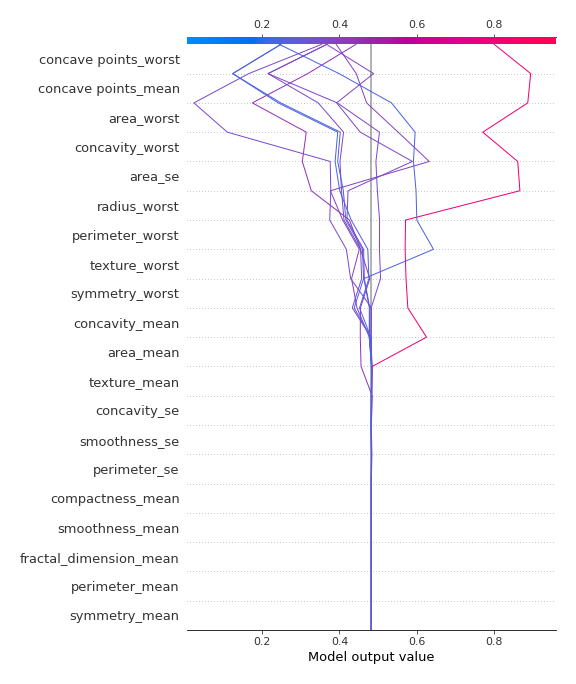 0.2 0.4 0.6 0.8
concave points_worst
concave points_mean
area_worst
concavity_worst
area_se
radius_worst
perimeter_worst
texture_worst
symmetry_worst
concavity_mean
area_mean
texture_mean
concavity_se
smoothness_se
perimeter_se
compactness_mean
smoothness_mean
fractal_dimension_mean
perimeter_mean
symmetry_mean
0.2 0.4 0.6 0.8
Model output value